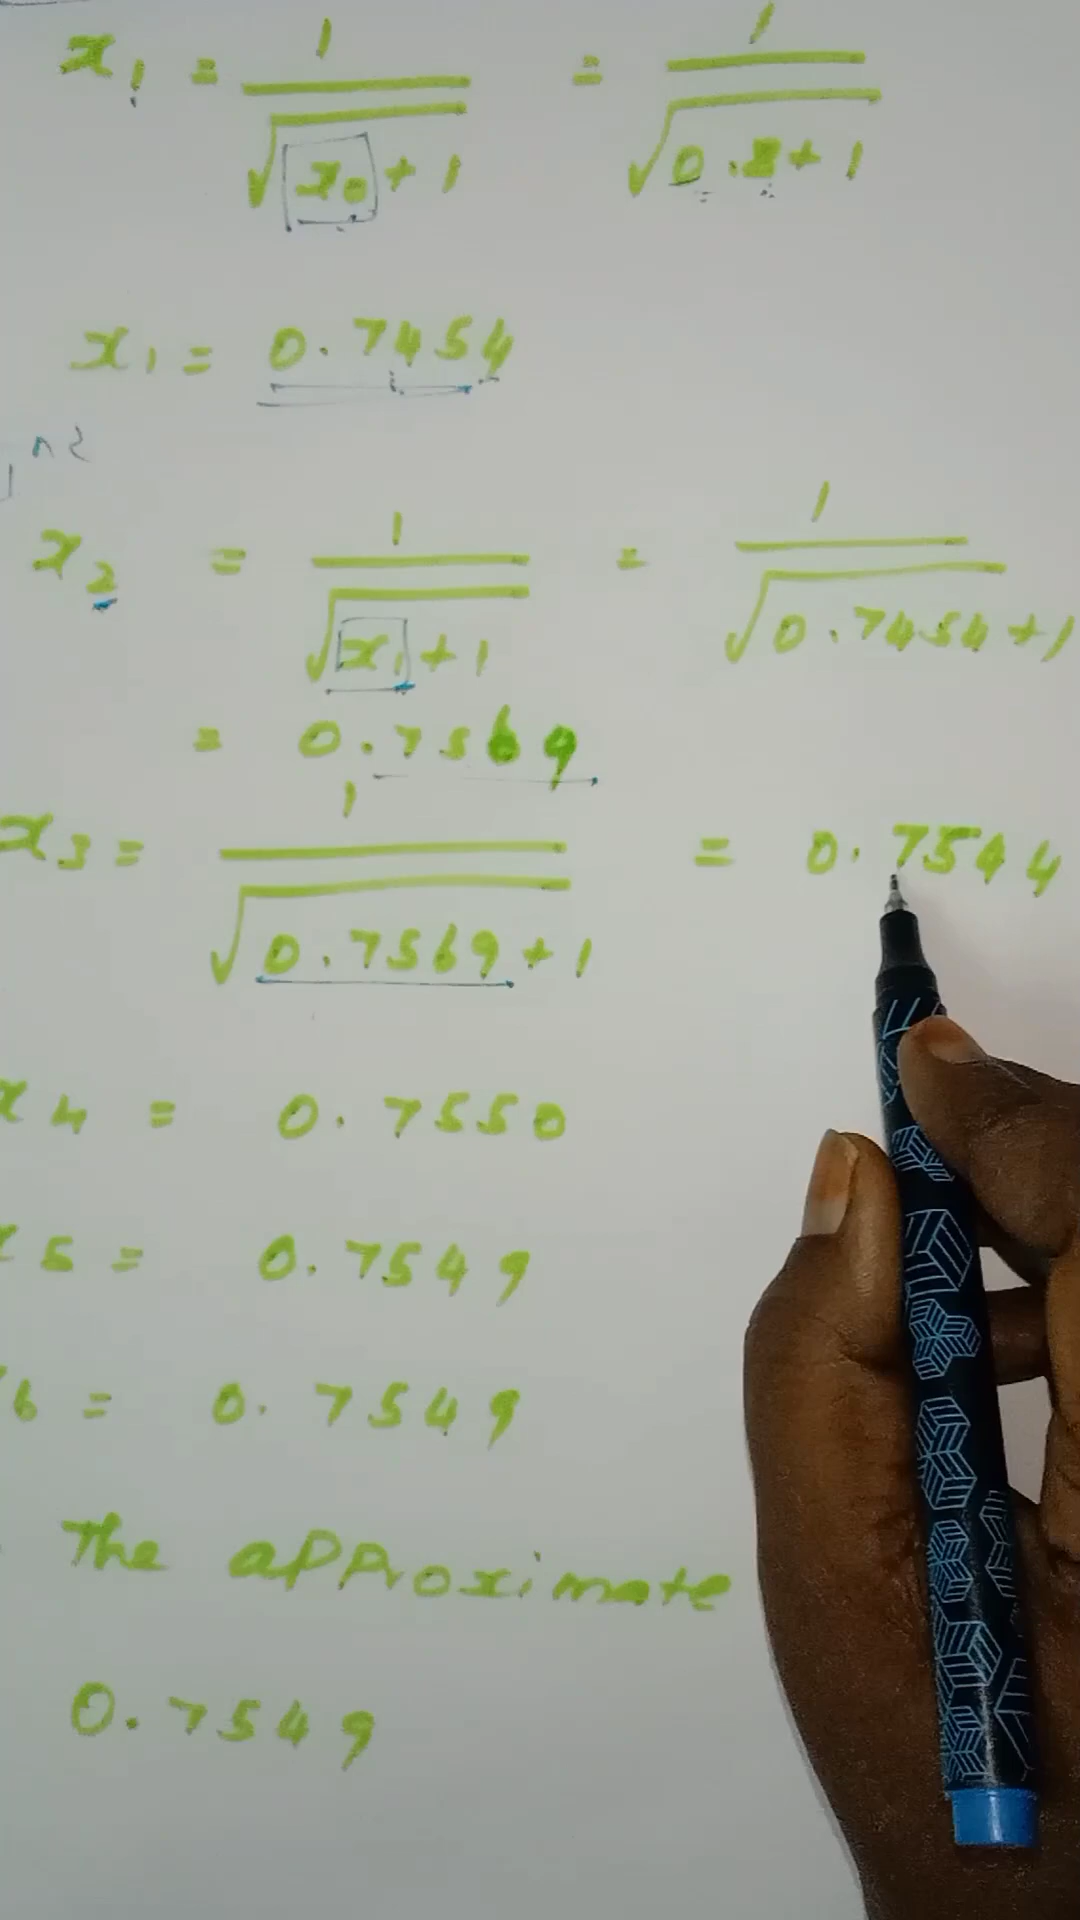 x₁ = 1/√(x₀ + 1) = 1/√(0.8 + 1)
x₁ = 0.7454
x₂ = 1/√(x₁ + 1) = 1/√(0.7454 + 1)
= 0.7569
x₃ = 1/√(0.7569 + 1) = 0.7544
x₄ = 0.7550
x₅ = 0.7549
x₆ = 0.7549
The approximate
0.7549